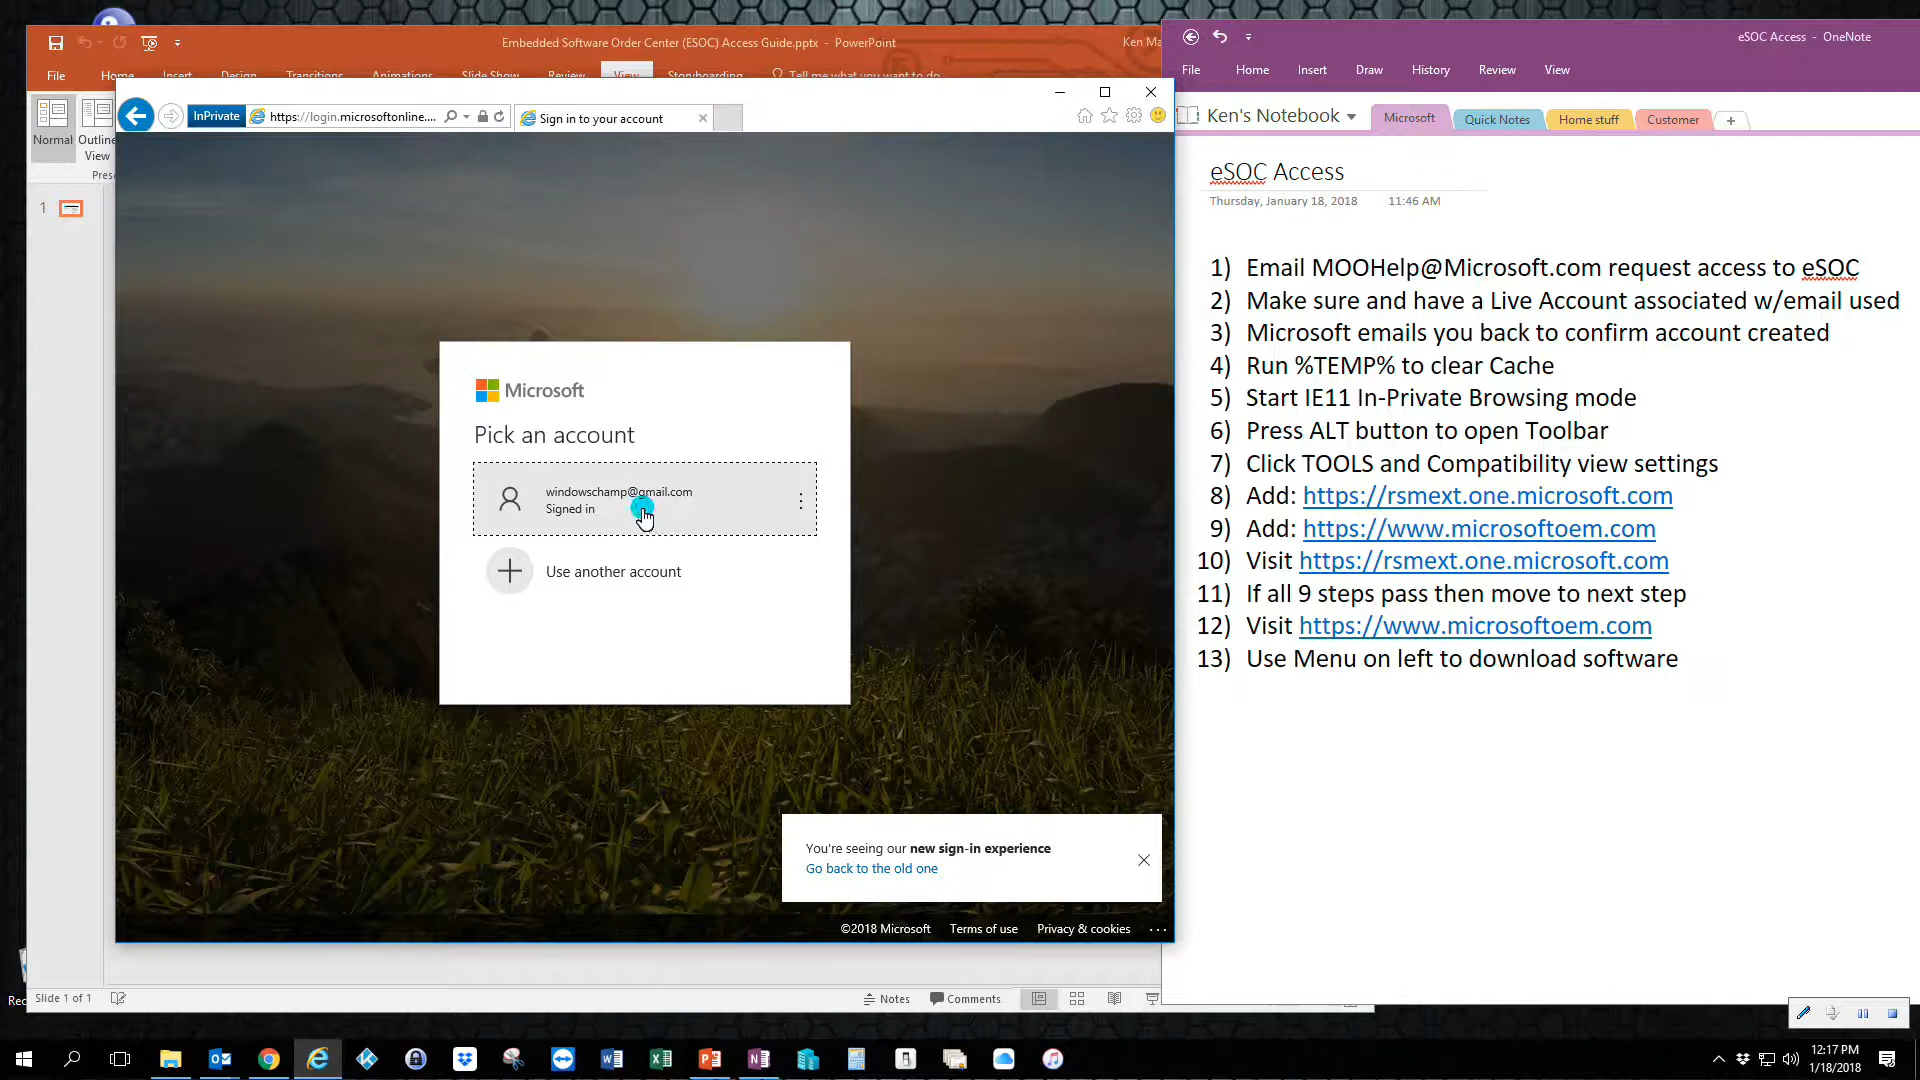 Embedded Software Order Center (ESOC) Access Guide.pptx - PowerPoint
Ken Ma
File Home Insert Design Transitions Animations Slide Show Review View Storyboarding Tell me what you want to do
Normal
Outline View
Pres
1
InPrivate https://login.microsoftonline....
Sign in to your account
Microsoft
Pick an account
windowschamp@gmail.com
Signed in
Use another account
You're seeing our new sign-in experience
Go back to the old one
©2018 Microsoft Terms of use Privacy & cookies ...
Slide 1 of 1
Notes Comments
eSOC Access - OneNote
File Home Insert Draw History Review View
Ken's Notebook Microsoft Quick Notes Home stuff Customer +
eSOC Access
Thursday, January 18, 2018 11:46 AM
1) Email MOOHelp@Microsoft.com request access to eSOC
2) Make sure and have a Live Account associated w/email used
3) Microsoft emails you back to confirm account created
4) Run %TEMP% to clear Cache
5) Start IE11 In-Private Browsing mode
6) Press ALT button to open Toolbar
7) Click TOOLS and Compatibility view settings
8) Add: https://rsmext.one.microsoft.com
9) Add: https://www.microsoftoem.com
10) Visit https://rsmext.one.microsoft.com
11) If all 9 steps pass then move to next step
12) Visit https://www.microsoftoem.com
13) Use Menu on left to download software
Rec
12:17 PM
1/18/2018